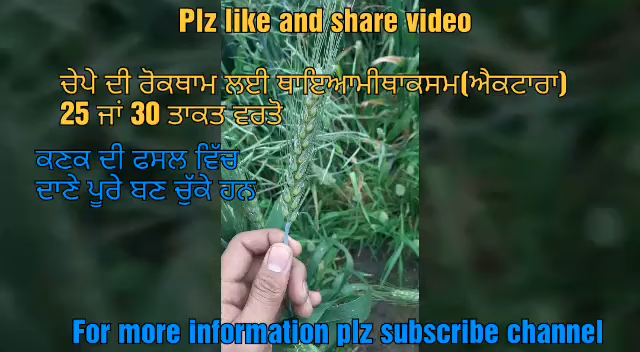 Plz like and share video
ਚੇਪੇ ਦੀ ਰੋਕਥਾਮ ਲਈ ਥਾਇਆਮੀਥਾਕਸਮ(ਐਕਟਾਰਾ)
25 ਜਾਂ 30 ਤਾਕਤ ਵਰਤੋ
ਕਣਕ ਦੀ ਫਸਲ ਵਿੱਚ
ਦਾਣੇ ਪੂਰੇ ਬਣ ਚੁੱਕੇ ਹਨ
For more information plz subscribe channel